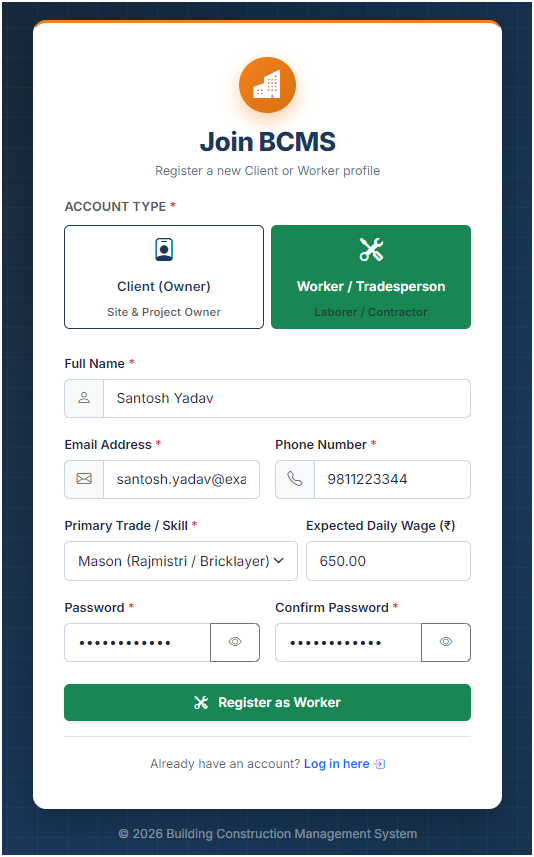 Join BCMS
Register a new Client or Worker profile
ACCOUNT TYPE *
Client (Owner)
Site & Project Owner
Worker / Tradesperson
Laborer / Contractor
Full Name *
Santosh Yadav
Email Address *
santosh.yadav@exa
Phone Number *
9811223344
Primary Trade / Skill *
Mason (Rajmistri / Bricklayer)
Expected Daily Wage (₹)
650.00
Password *
••••••••••••
Confirm Password *
••••••••••••
Register as Worker
Already have an account? Log in here
© 2026 Building Construction Management System